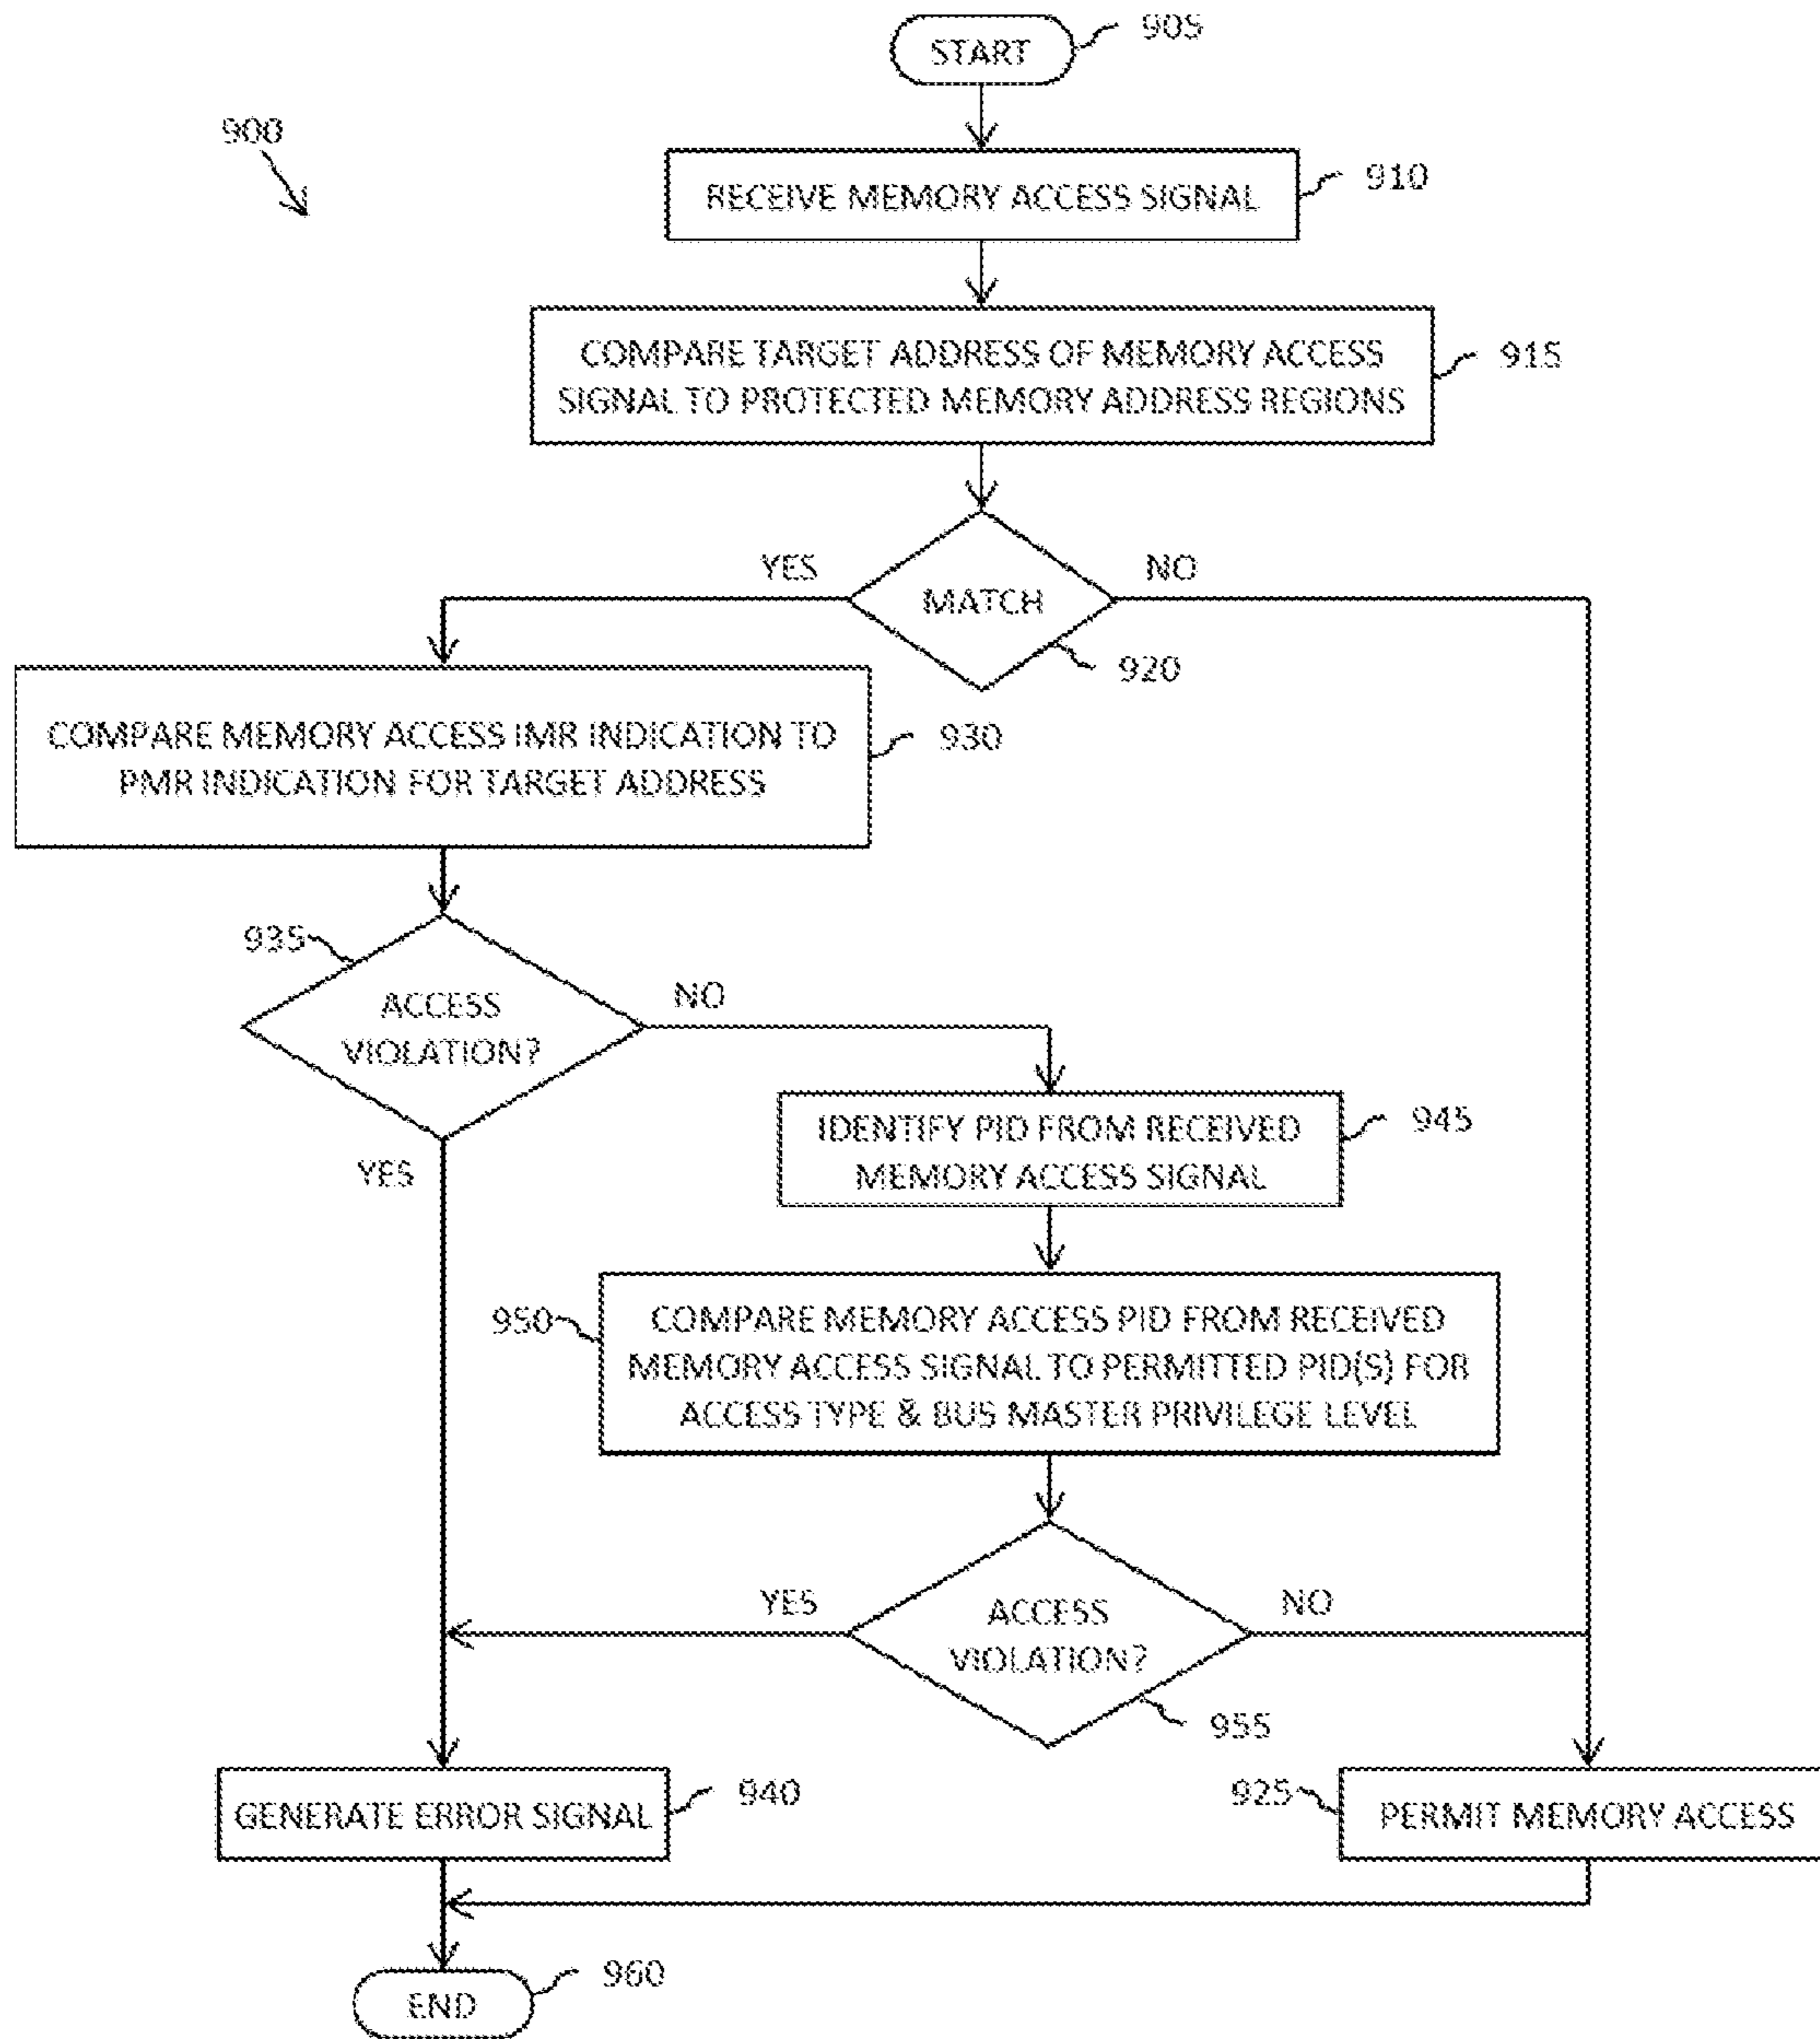 START
905
900
RECEIVE MEMORY ACCESS SIGNAL
910
COMPARE TARGET ADDRESS OF MEMORY ACCESS
SIGNAL TO PROTECTED MEMORY ADDRESS REGIONS
915
YES
NO
MATCH
920
COMPARE MEMORY ACCESS IMR INDICATION TO
PMR INDICATION FOR TARGET ADDRESS
930
935
ACCESS
VIOLATION?
NO
YES
IDENTIFY PID FROM RECEIVED
MEMORY ACCESS SIGNAL
945
950
COMPARE MEMORY ACCESS PID FROM RECEIVED
MEMORY ACCESS SIGNAL TO PERMITTED PID(S) FOR
ACCESS TYPE & BUS MASTER PRIVILEGE LEVEL
YES
NO
ACCESS
VIOLATION?
955
GENERATE ERROR SIGNAL
940
925
PERMIT MEMORY ACCESS
END
960